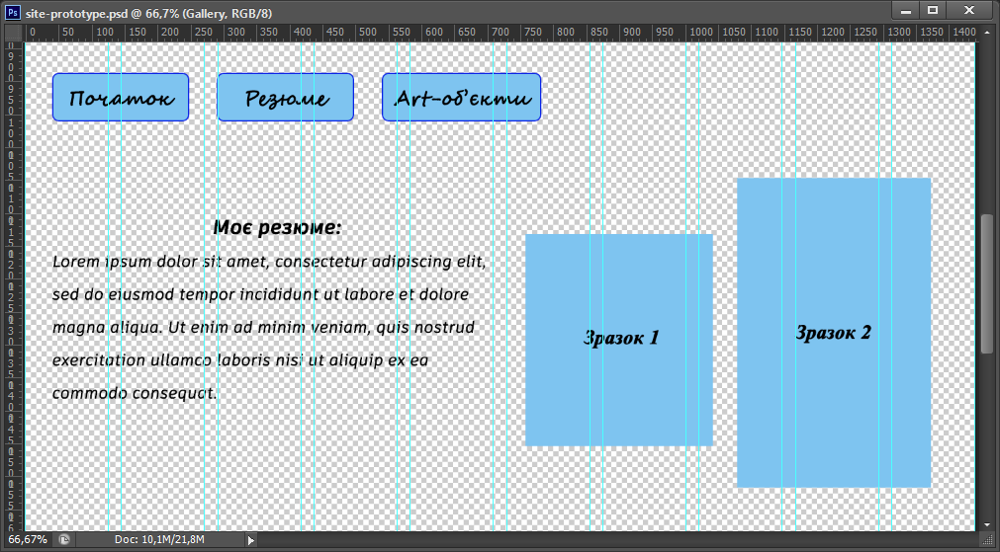 site-prototype.psd @ 66,7% (Gallery, RGB/8)
0 50 100 150 200 250 300 350 400 450 500 550 600 650 700 750 800 850 900 950 1000 1050 1100 1150 1200 1250 1300 1350 1400
Початок Резюме Art-об'єкти
Моє резюме:
Lorem ipsum dolor sit amet, consectetur adipiscing elit,
sed do eiusmod tempor incididunt ut labore et dolore
magna aliqua. Ut enim ad minim veniam, quis nostrud
exercitation ullamco laboris nisi ut aliquip ex ea
commodo consequat.
Зразок 1
Зразок 2
66,67% Doc: 10,1M/21,8M